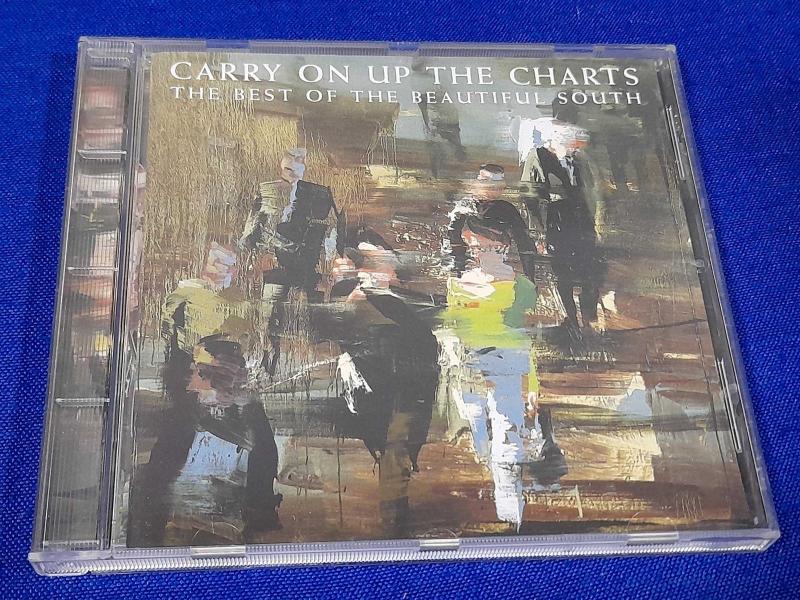 CARRY ON UP THE CHARTS
THE BEST OF THE BEAUTIFUL SOUTH